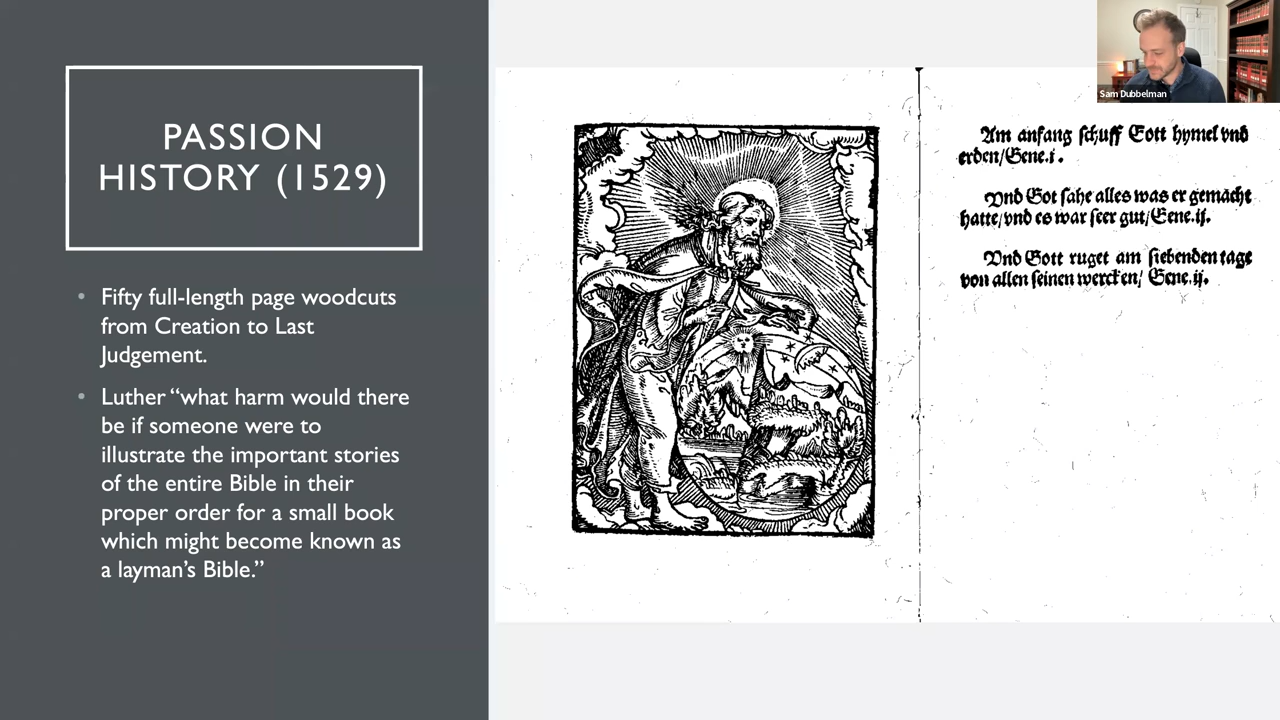 PASSION
HISTORY (1529)
• Fifty full-length page woodcuts
from Creation to Last
Judgement.
• Luther “what harm would there
be if someone were to
illustrate the important stories
of the entire Bible in their
proper order for a small book
which might become known as
a layman’s Bible.”
Am anfang schuff Gott hymel vnd
erden/Gene.i.
Vnd Got sahe alles was er gemacht
hatte/vnd es war seer gut/Gene.ij.
Vnd Gott ruget am siebenden tage
von allen seinen wercken/ Gene.ij.
Sam Dubbelman